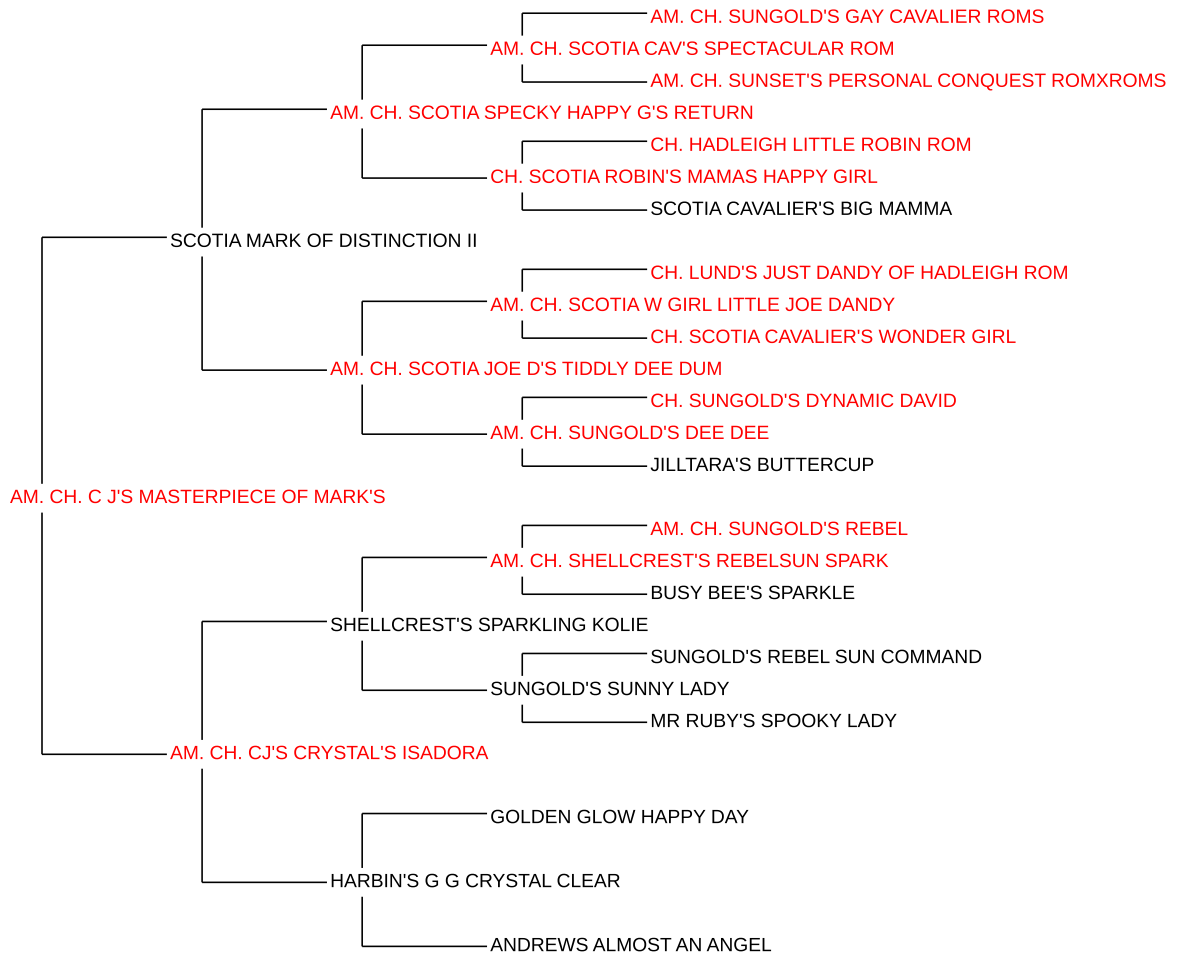 AM. CH. SUNGOLD'S GAY CAVALIER ROMS
AM. CH. SCOTIA CAV'S SPECTACULAR ROM
AM. CH. SUNSET'S PERSONAL CONQUEST ROMXROMS
AM. CH. SCOTIA SPECKY HAPPY G'S RETURN
CH. HADLEIGH LITTLE ROBIN ROM
CH. SCOTIA ROBIN'S MAMAS HAPPY GIRL
SCOTIA CAVALIER'S BIG MAMMA
SCOTIA MARK OF DISTINCTION II
CH. LUND'S JUST DANDY OF HADLEIGH ROM
AM. CH. SCOTIA W GIRL LITTLE JOE DANDY
CH. SCOTIA CAVALIER'S WONDER GIRL
AM. CH. SCOTIA JOE D'S TIDDLY DEE DUM
CH. SUNGOLD'S DYNAMIC DAVID
AM. CH. SUNGOLD'S DEE DEE
JILLTARA'S BUTTERCUP
AM. CH. C J'S MASTERPIECE OF MARK'S
AM. CH. SUNGOLD'S REBEL
AM. CH. SHELLCREST'S REBELSUN SPARK
BUSY BEE'S SPARKLE
SHELLCREST'S SPARKLING KOLIE
SUNGOLD'S REBEL SUN COMMAND
SUNGOLD'S SUNNY LADY
MR RUBY'S SPOOKY LADY
AM. CH. CJ'S CRYSTAL'S ISADORA
GOLDEN GLOW HAPPY DAY
HARBIN'S G G CRYSTAL CLEAR
ANDREWS ALMOST AN ANGEL